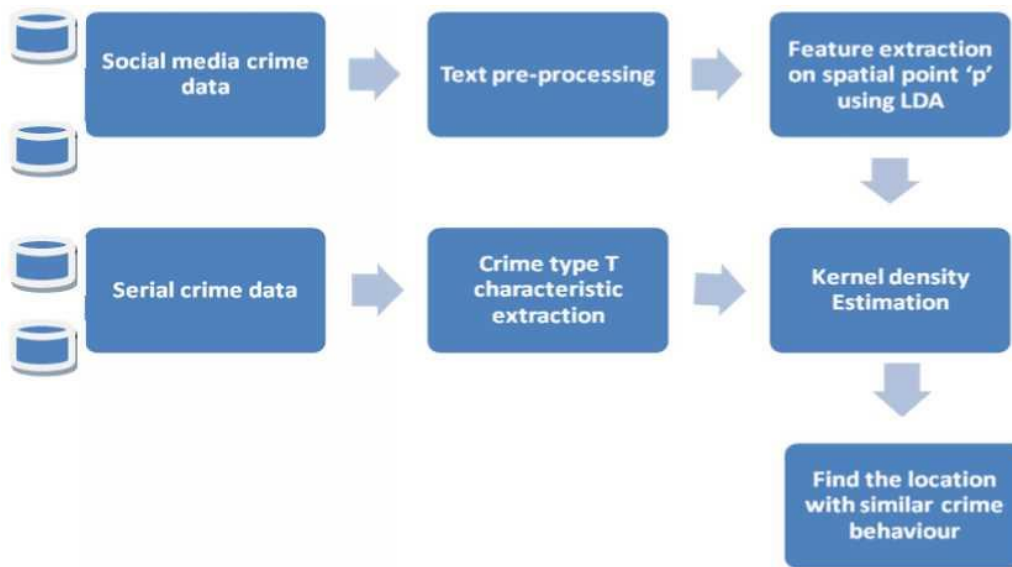 Social media crime
data
Text pre-processing
Feature extraction
on spatial point ‘p’
using LDA
Serial crime data
Crime type T
characteristic
extraction
Kernel density
Estimation
Find the location
with similar crime
behaviour